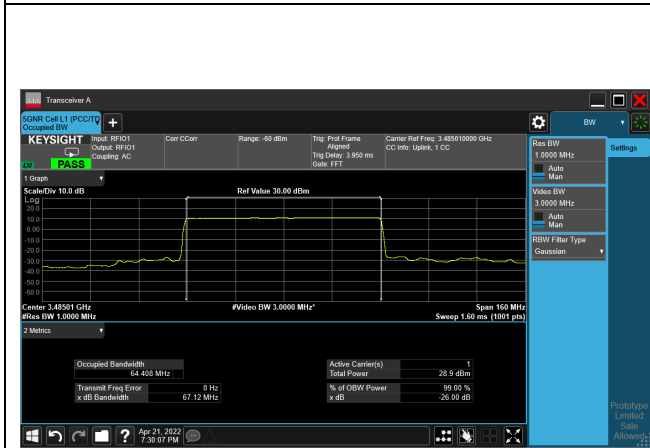 Transceiver A
5GNR Cell L1 (PCC/TD
Occupied BW
BW
KEYSIGHT
Input: RFIO1
Output: RFIO1
Coupling: AC
Corr CCorr
Range: -60 dBm
Trig: Prot Frame
Aligned
Trig Delay: 3.950 ms
Gate: FFT
Carrier Ref Freq: 3.485010000 GHz
CC Info: Uplink, 1 CC
PASS
Res BW
1.0000 MHz
Auto
Man
Settings
Video BW
3.0000 MHz
Auto
Man
RBW Filter Type
Gaussian
1 Graph
Scale/Div 10.0 dB
Ref Value 30.00 dBm
Log
20.0
10.0
0.00
-10.0
-20.0
-30.0
-40.0
-50.0
-60.0
Center 3.48501 GHz
#Video BW 3.0000 MHz*
Span 160 MHz
#Res BW 1.0000 MHz
Sweep 1.60 ms (1001 pts)
2 Metrics
Occupied Bandwidth
64.408 MHz
Active Carrier(s) 1
Total Power 28.9 dBm
Transmit Freq Error 0 Hz
x dB Bandwidth 67.12 MHz
% of OBW Power 99.00 %
x dB -26.00 dB
Prototype
Limited
Sale
Allowed
Apr 21, 2022
7:30:07 PM